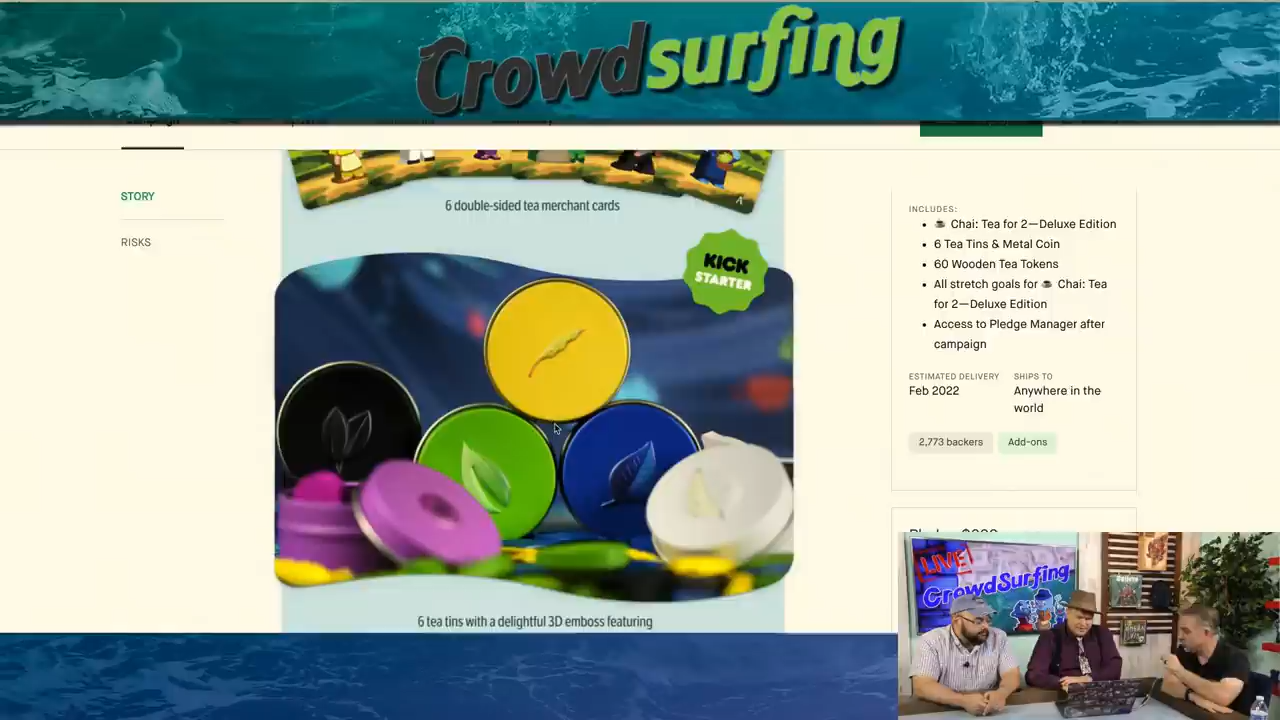 Crowdsurfing
STORY
RISKS
6 double-sided tea merchant cards
KICK
STARTER
6 tea tins with a delightful 3D emboss featuring
INCLUDES:
Chai: Tea for 2—Deluxe Edition
6 Tea Tins & Metal Coin
60 Wooden Tea Tokens
All stretch goals for Chai: Tea
for 2—Deluxe Edition
Access to Pledge Manager after
campaign
ESTIMATED DELIVERY
Feb 2022
SHIPS TO
Anywhere in the
world
2,773 backers
Add-ons
LIVE!
CrowdSurfing